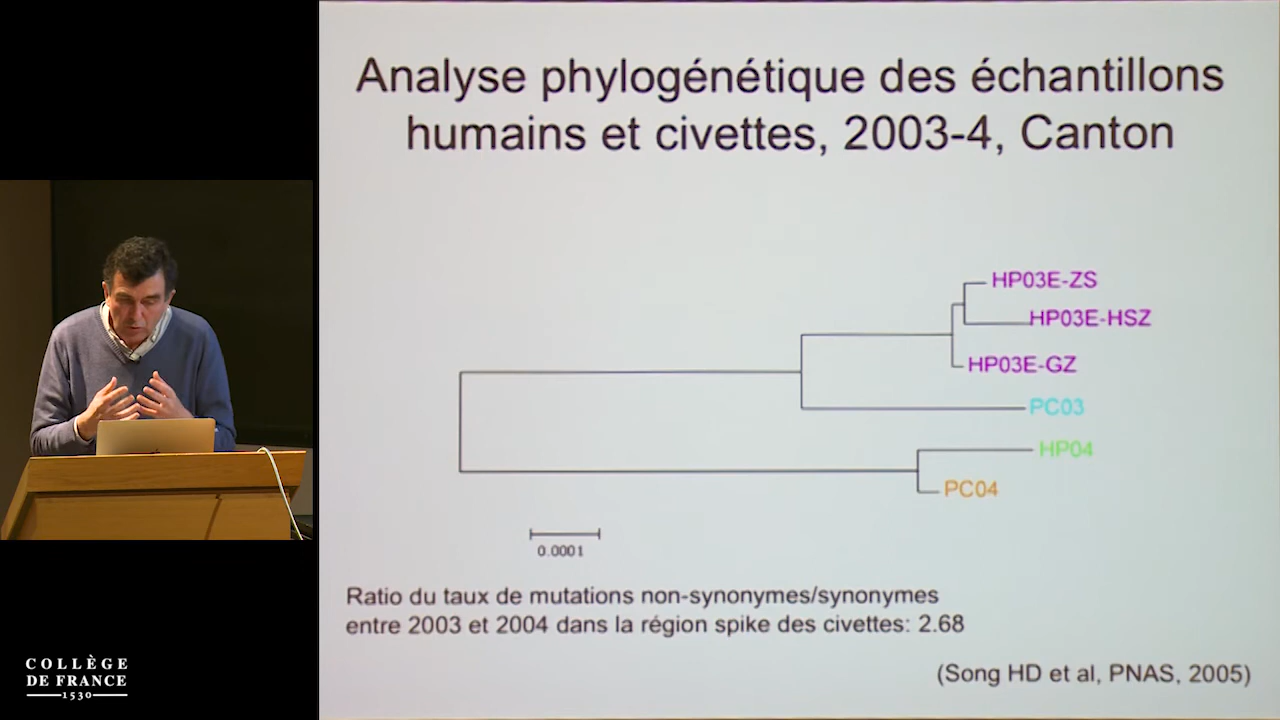 Analyse phylogénétique des échantillons
humains et civettes, 2003-4, Canton
HP03E-ZS
HP03E-HSZ
HP03E-GZ
PC03
HP04
PC04
0.0001
Ratio du taux de mutations non-synonymes/synonymes
entre 2003 et 2004 dans la région spike des civettes: 2.68
(Song HD et al, PNAS, 2005)
COLLÈGE
DE FRANCE
1530